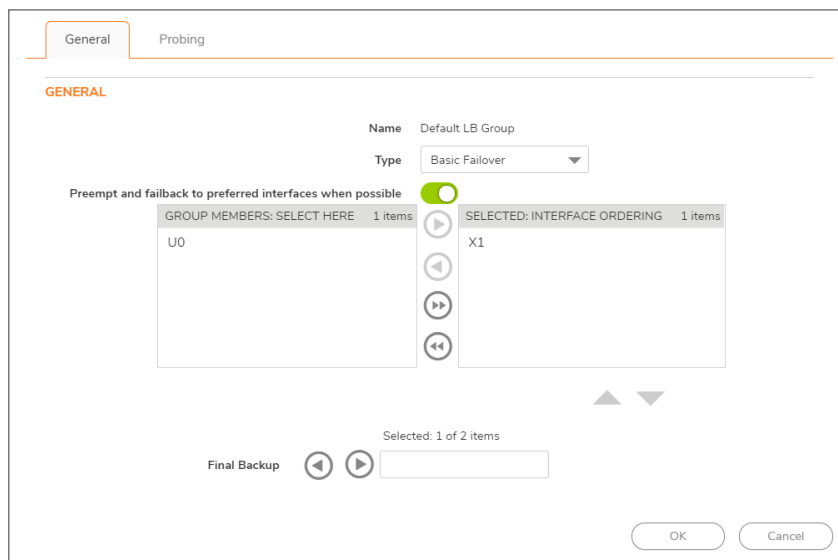 General
Probing
GENERAL
Name Default LB Group
Type Basic Failover
Preempt and failback to preferred interfaces when possible
GROUP MEMBERS: SELECT HERE 1 items
U0
SELECTED: INTERFACE ORDERING 1 items
X1
Selected: 1 of 2 items
Final Backup
OK
Cancel